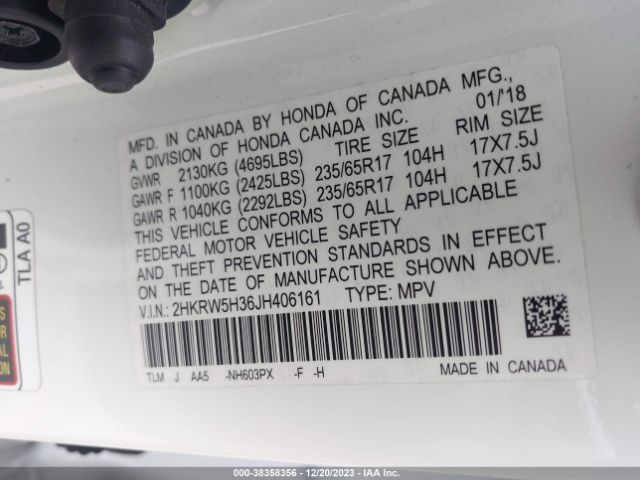 MFD. IN CANADA BY HONDA OF CANADA MFG.,
A DIVISION OF HONDA CANADA INC. 01/'18
GVWR 2130KG (4695LBS) TIRE SIZE RIM SIZE
GAWR F 1100KG (2425LBS) 235/65R17 104H 17X7.5J
GAWR R 1040KG (2292LBS) 235/65R17 104H 17X7.5J
THIS VEHICLE CONFORMS TO ALL APPLICABLE
FEDERAL MOTOR VEHICLE SAFETY
AND THEFT PREVENTION STANDARDS IN EFFECT
ON THE DATE OF MANUFACTURE SHOWN ABOVE.
V.I.N.: 2HKRW5H36JH406161 TYPE: MPV
TLM J AA5 -NH603PX -F -H MADE IN CANADA
TLA A0
000-38358356 • 12/20/2023 • IAA Inc.